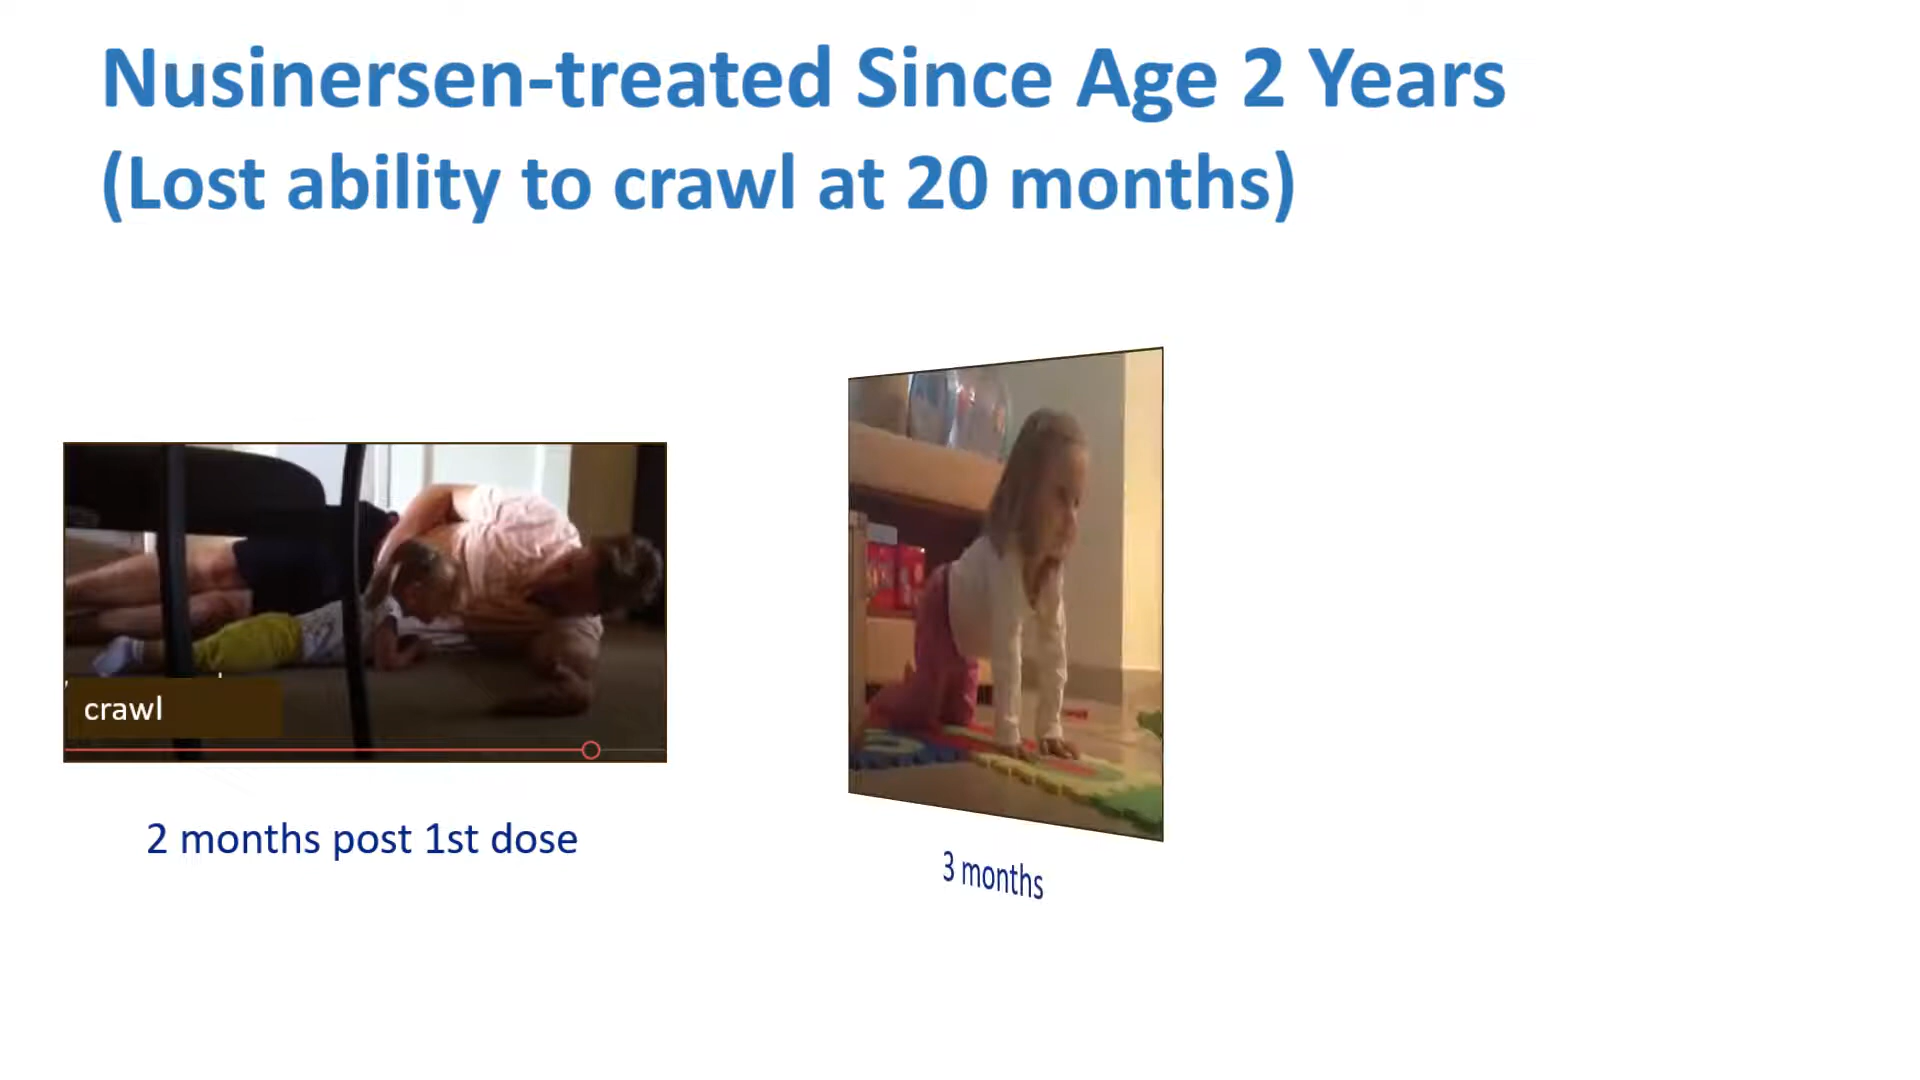 Nusinersen-treated Since Age 2 Years
(Lost ability to crawl at 20 months)
crawl
2 months post 1st dose
3 months